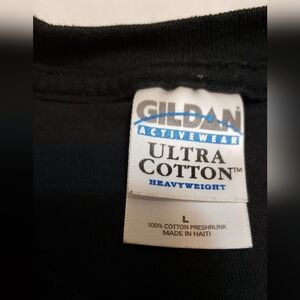 GILDAN
ACTIVEWEAR
ULTRA
COTTON™
HEAVYWEIGHT
L
100% COTTON PRESHRUNK
MADE IN HAITI